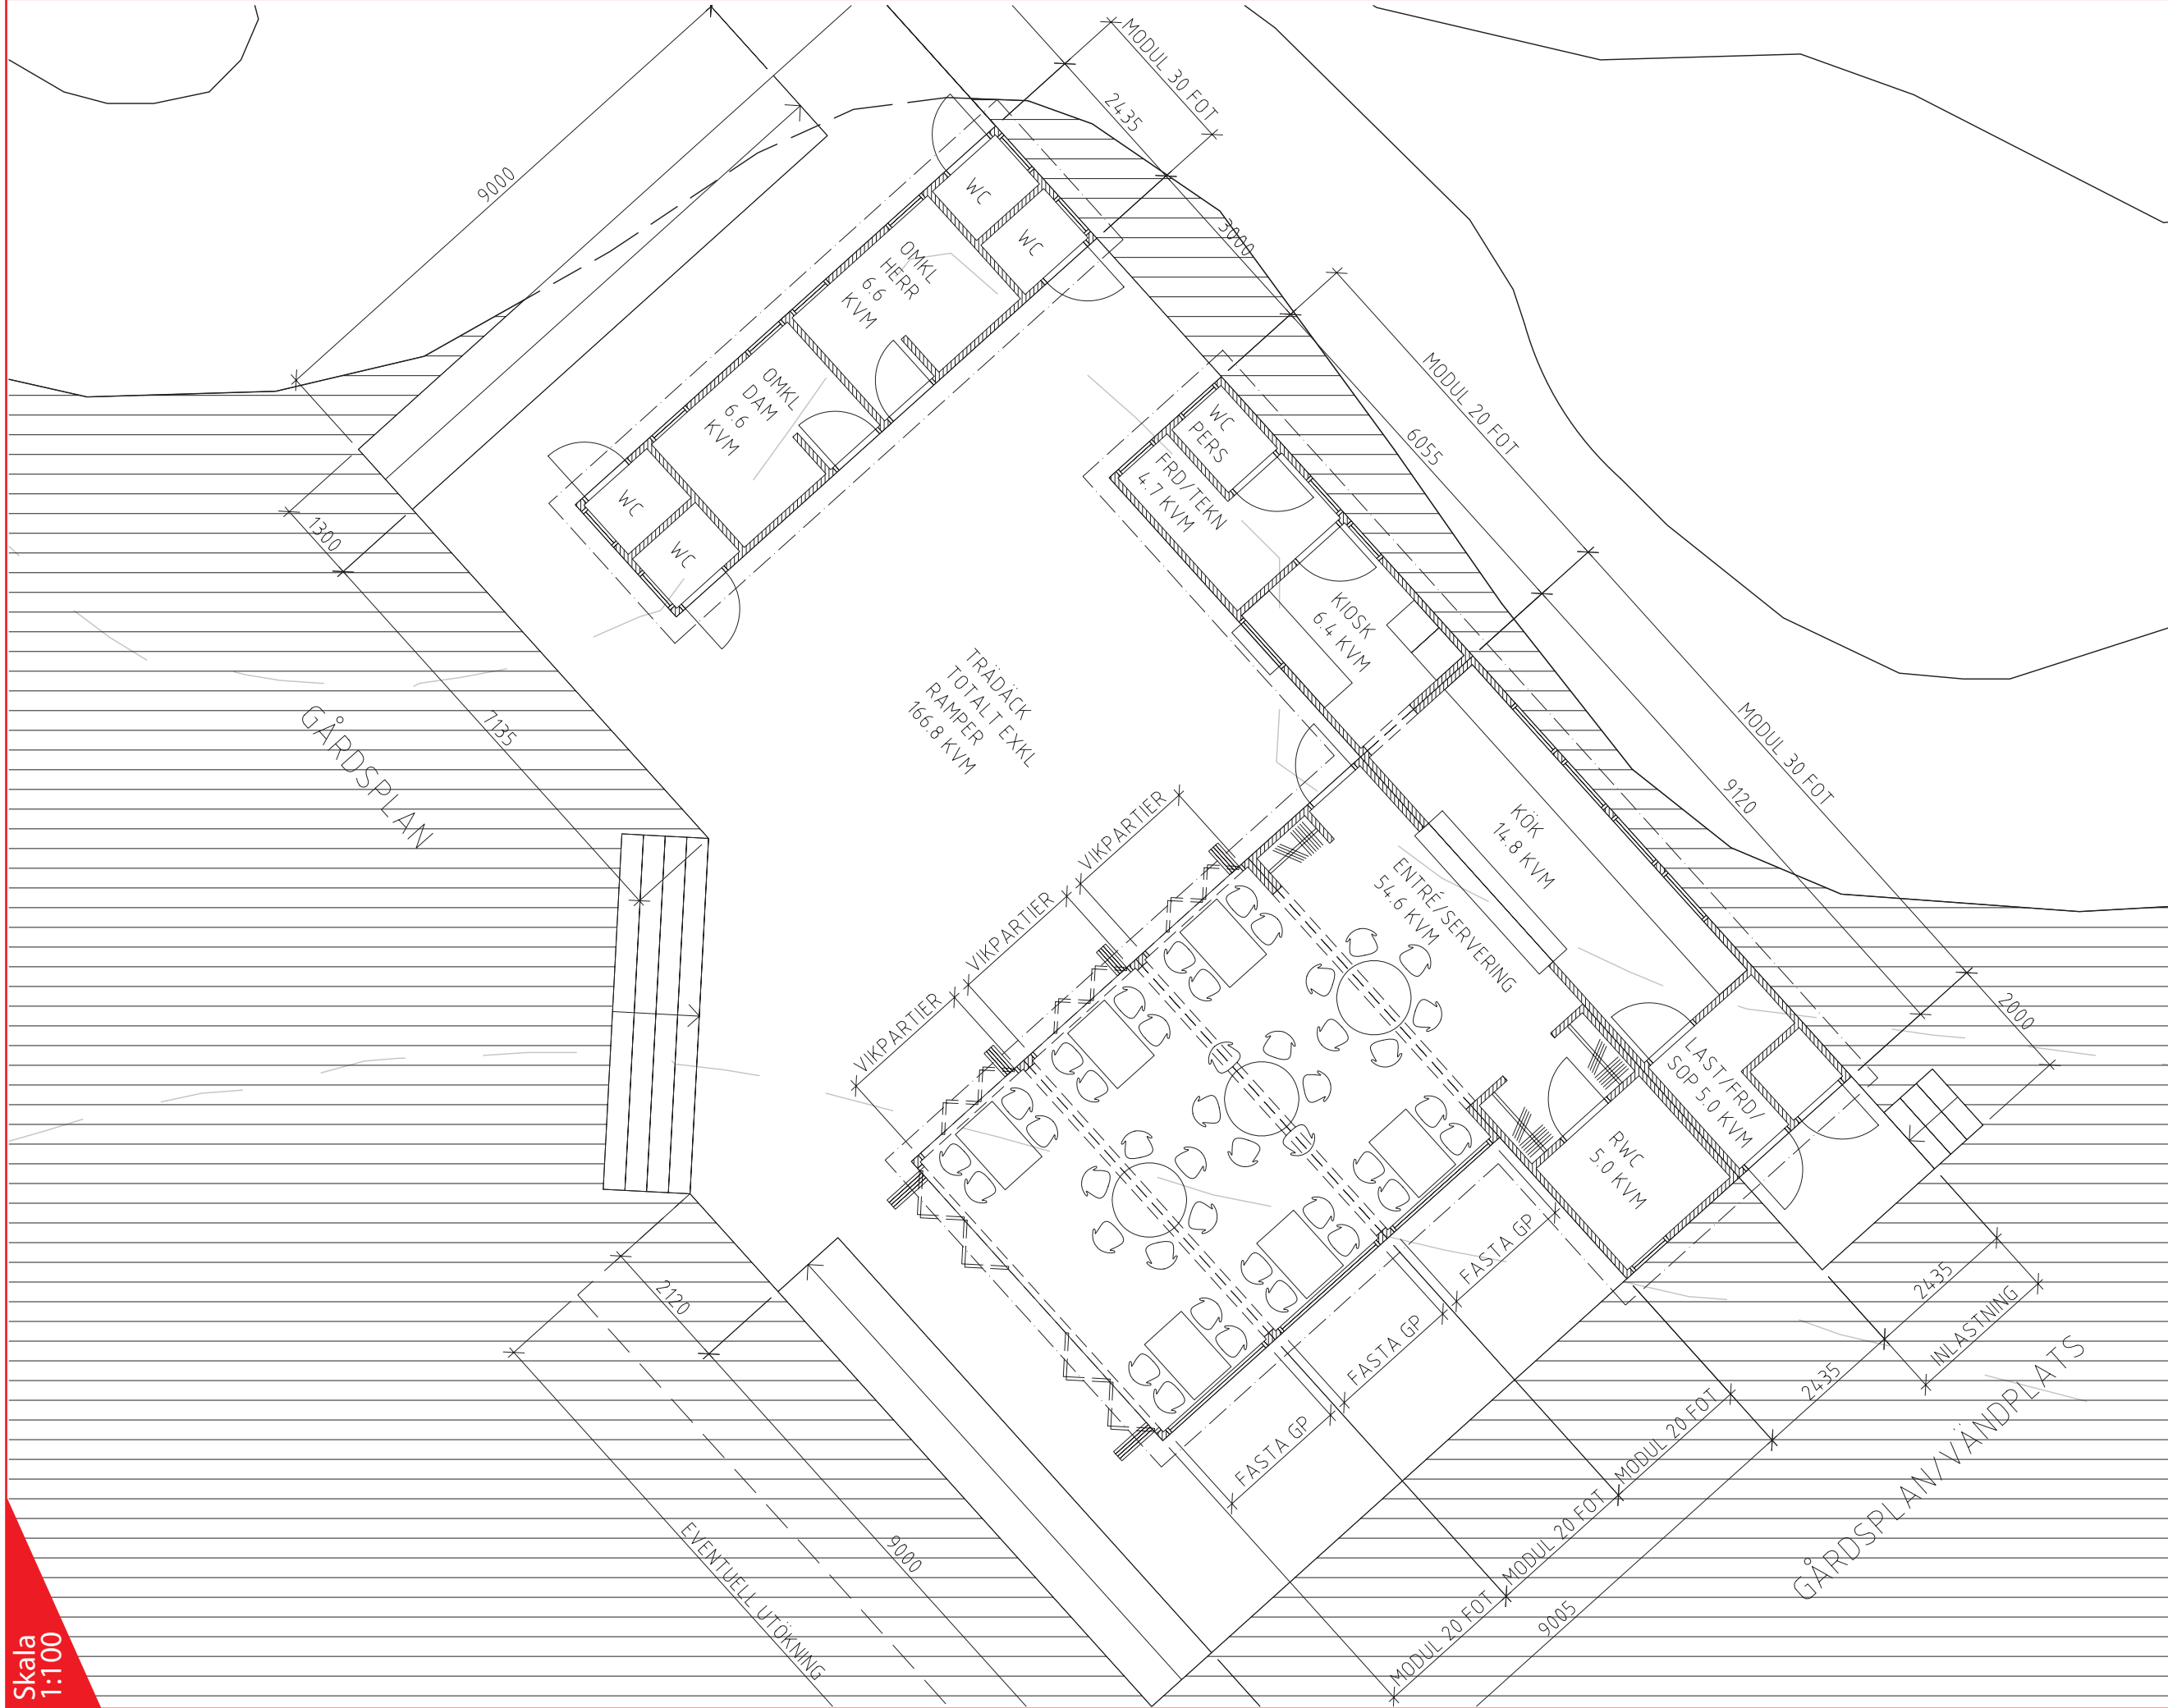 MODUL 30 FOT
2435
9000
3000
WC
WC
OMKL
HERR
6.6
KVM
OMKL
DAM
6.6
KVM
WC
WC
1300
7135
GÅRDSPLAN
MODUL 20 FOT
6055
WC
PERS
FRD/TEKN
4.7 KVM
KIOSK
6.4 KVM
TRÄDÄCK
TOTALT EXKL
RAMPER
166.8 KVM
MODUL 30 FOT
9120
KÖK
14.8 KVM
ENTRÉ/SERVERING
54.6 KVM
VIKPARTIER
VIKPARTIER
VIKPARTIER
2000
LAST/FRD/
SOP 5.0 KVM
RWC
5.0 KVM
FASTA GP
FASTA GP
FASTA GP
2435
INLASTNING
2435
MODUL 20 FOT
MODUL 20 FOT
MODUL 20 FOT
9005
GÅRDSPLAN/VÄNDPLATS
2120
9000
EVENTUELL UTÖKNING
Skala
1:100